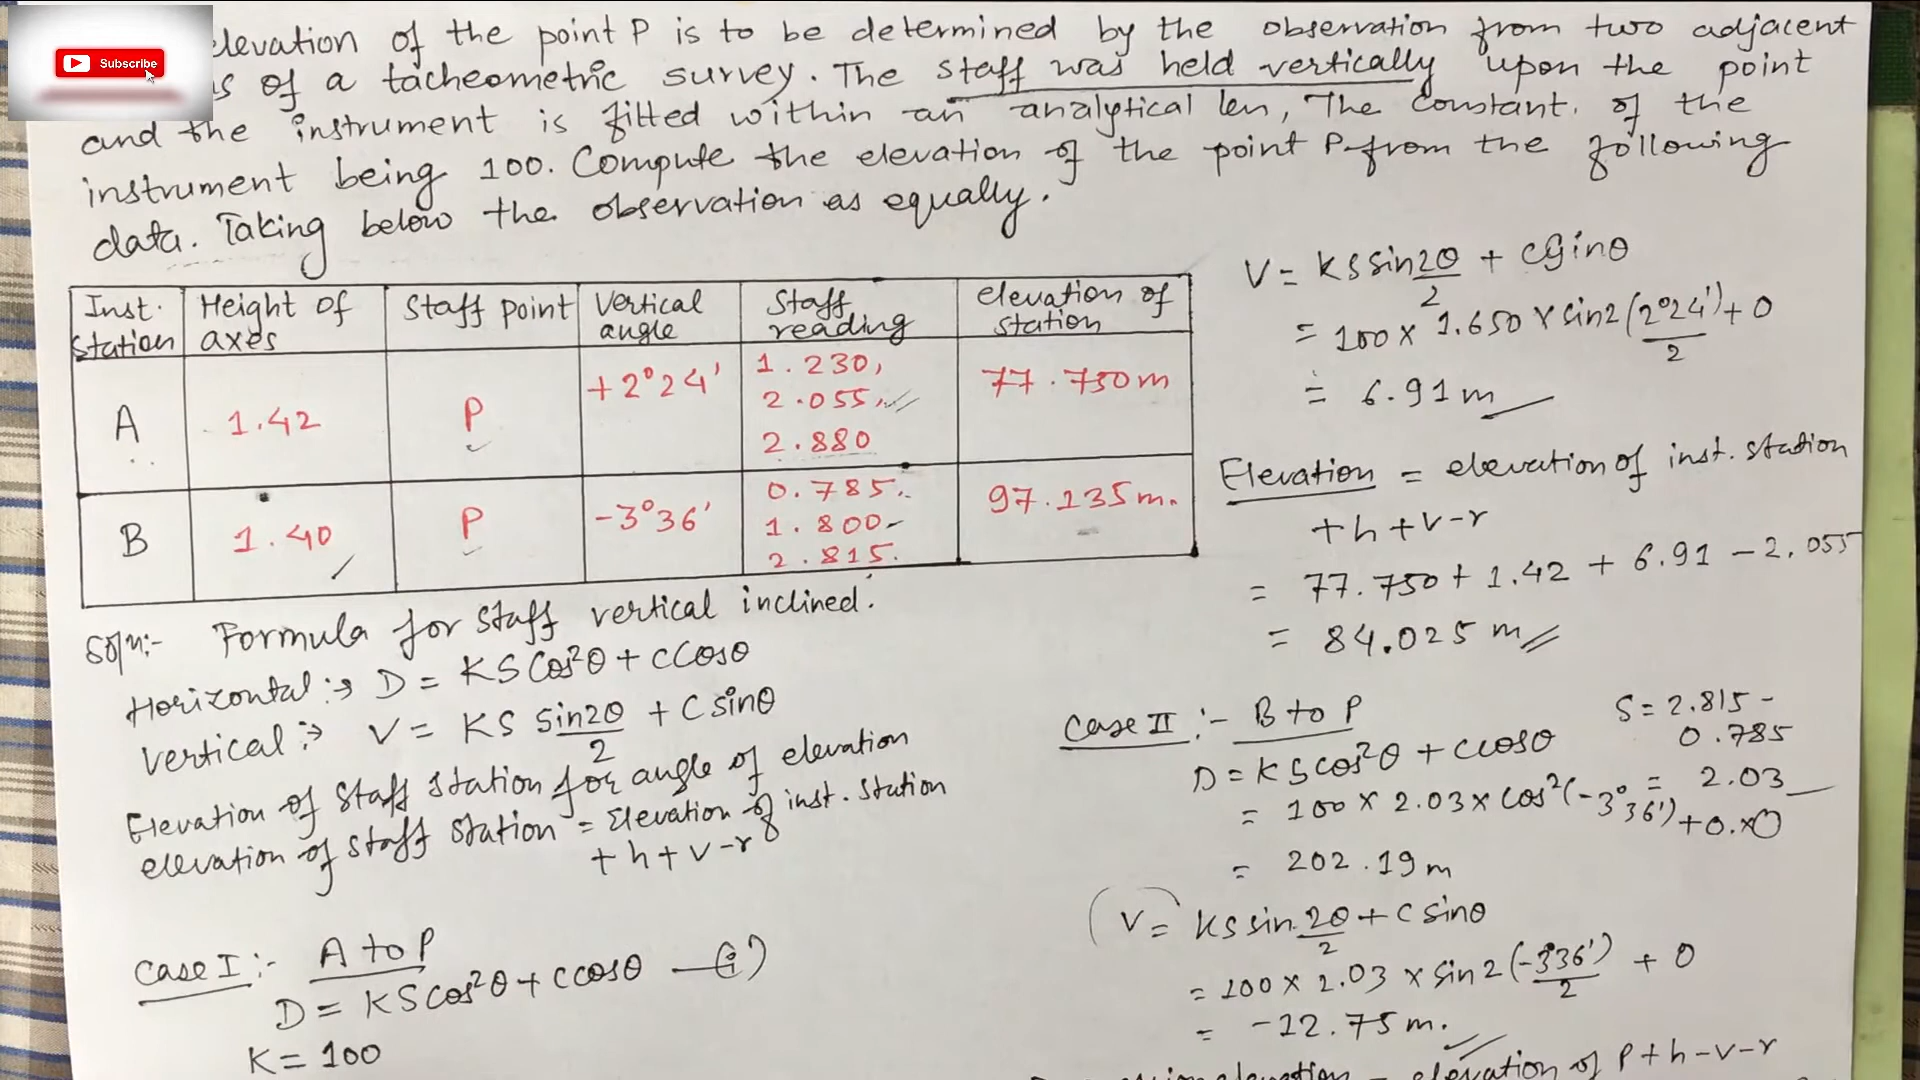 Subscribe
elevation of the point P is to be determined by the observation from two adjacent
of a tacheometric survey. The staff was held vertically upon the point
and the instrument is fitted within an analytical len, The constant. of the
instrument being 100. Compute the elevation of the point P from the following
data. Taking below the observation as equally.
Inst. station | Height of axes | Staff point | Vertical angle | Staff reading | elevation of station
A | 1.42 | P | +2°24' | 1.230, 2.055, 2.880 | 77.750m
B | 1.40 | P | -3°36' | 0.785. 1.800 2.815. | 97.135m.
Soln:- Formula for staff vertical inclined.
Horizontal :→ D = KS Cos²θ + CCosθ
Vertical :→ V = KS sin2θ/2 + C sinθ
Elevation of staff station for angle of elevation
elevation of staff station = Elevation of inst. station
+ h + v - r
Case I :- A to P
D = KS cos²θ + C cosθ —(i)
K = 100
V = KS sin2θ/2 + C sinθ
= 100 × 1.650 × sin2(2°24')/2 + 0
= 6.91 m
Elevation = elevation of inst. station
+ h + v - r
= 77.750 + 1.42 + 6.91 - 2.055
= 84.025 m
Case II :- B to P
S = 2.815 -
0.785
= 2.03
D = K S cos²θ + C cosθ
= 100 × 2.03 × cos²(-3°36') + 0.×0
= 202.19 m
V = KS sin 2θ/2 + C sinθ
= 100 × 2.03 × sin 2(-3°36')/2 + 0
= -12.75 m.
elevation = elevation of P + h - v - r